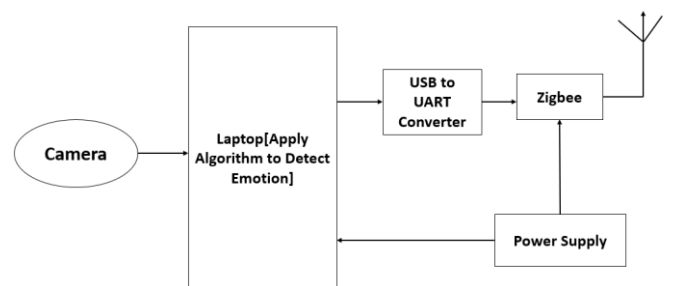 Camera
Laptop[Apply
Algorithm to Detect
Emotion]
USB to
UART
Converter
Zigbee
Power Supply